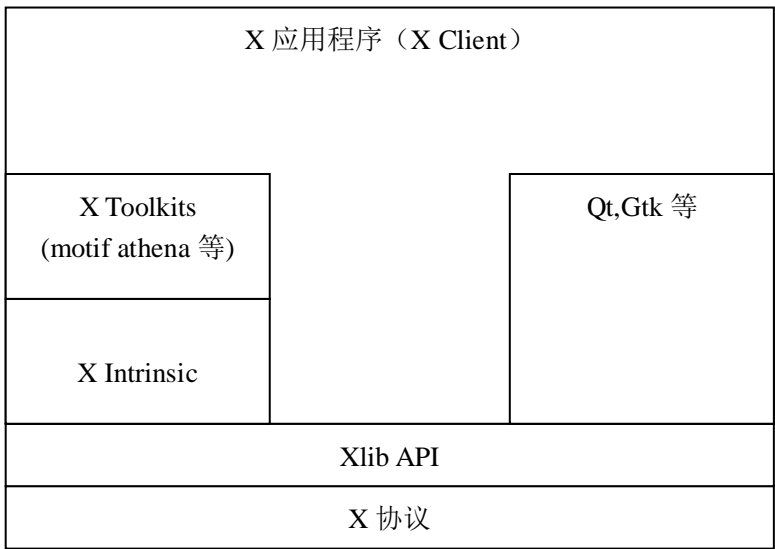 X 应用程序（X Client）
X Toolkits
(motif athena 等)
Qt,Gtk 等
X Intrinsic
Xlib API
X 协议